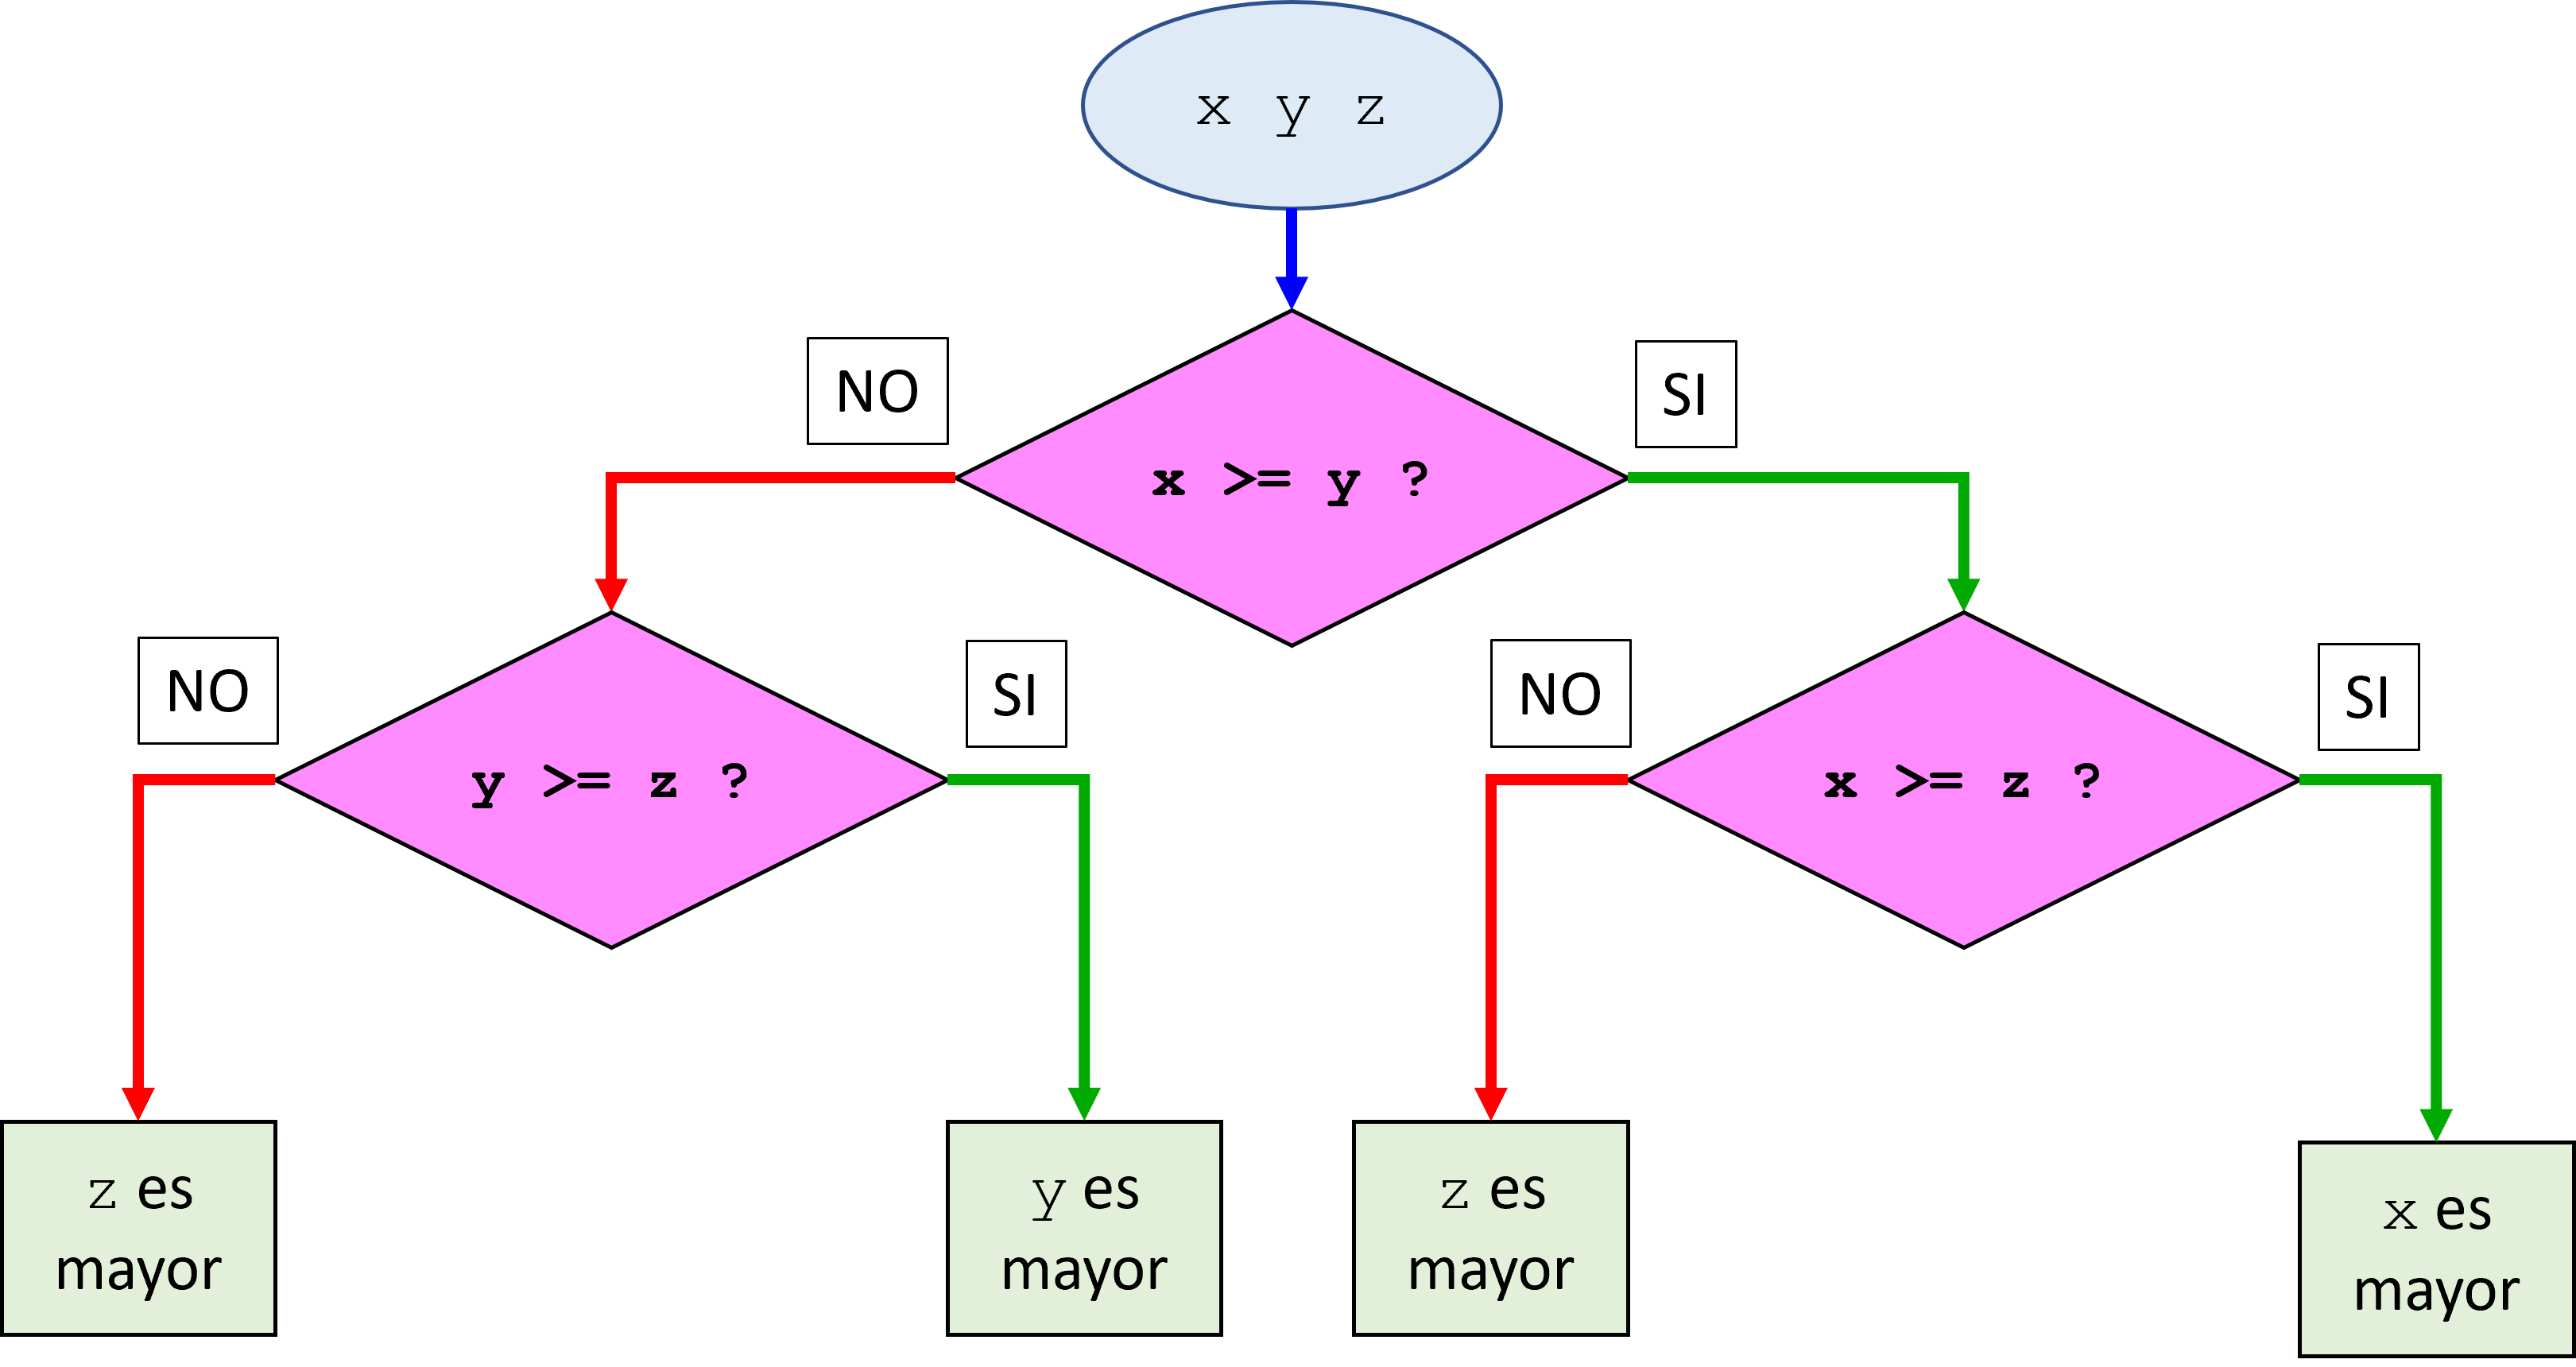 x y z
NO
SI
x >= y ?
NO
SI
NO
SI
y >= z ?
x >= z ?
z es
mayor
y es
mayor
z es
mayor
x es
mayor